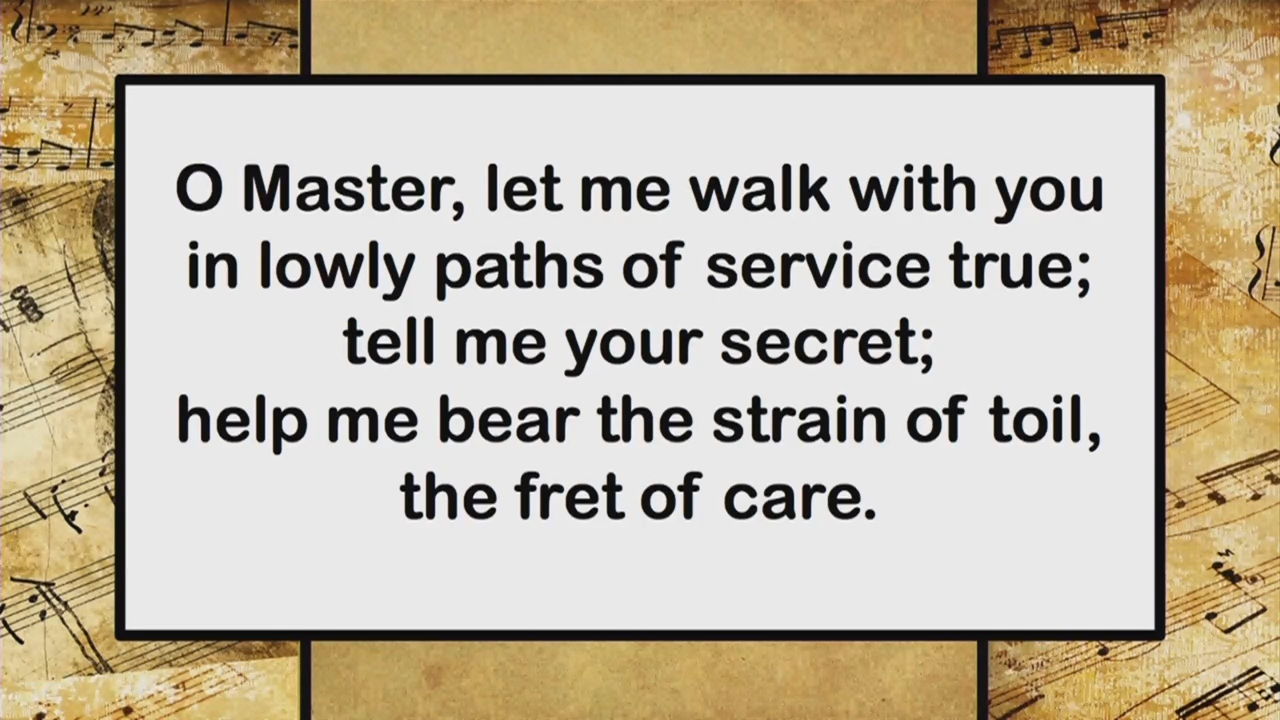 O Master, let me walk with you
in lowly paths of service true;
tell me your secret;
help me bear the strain of toil,
the fret of care.